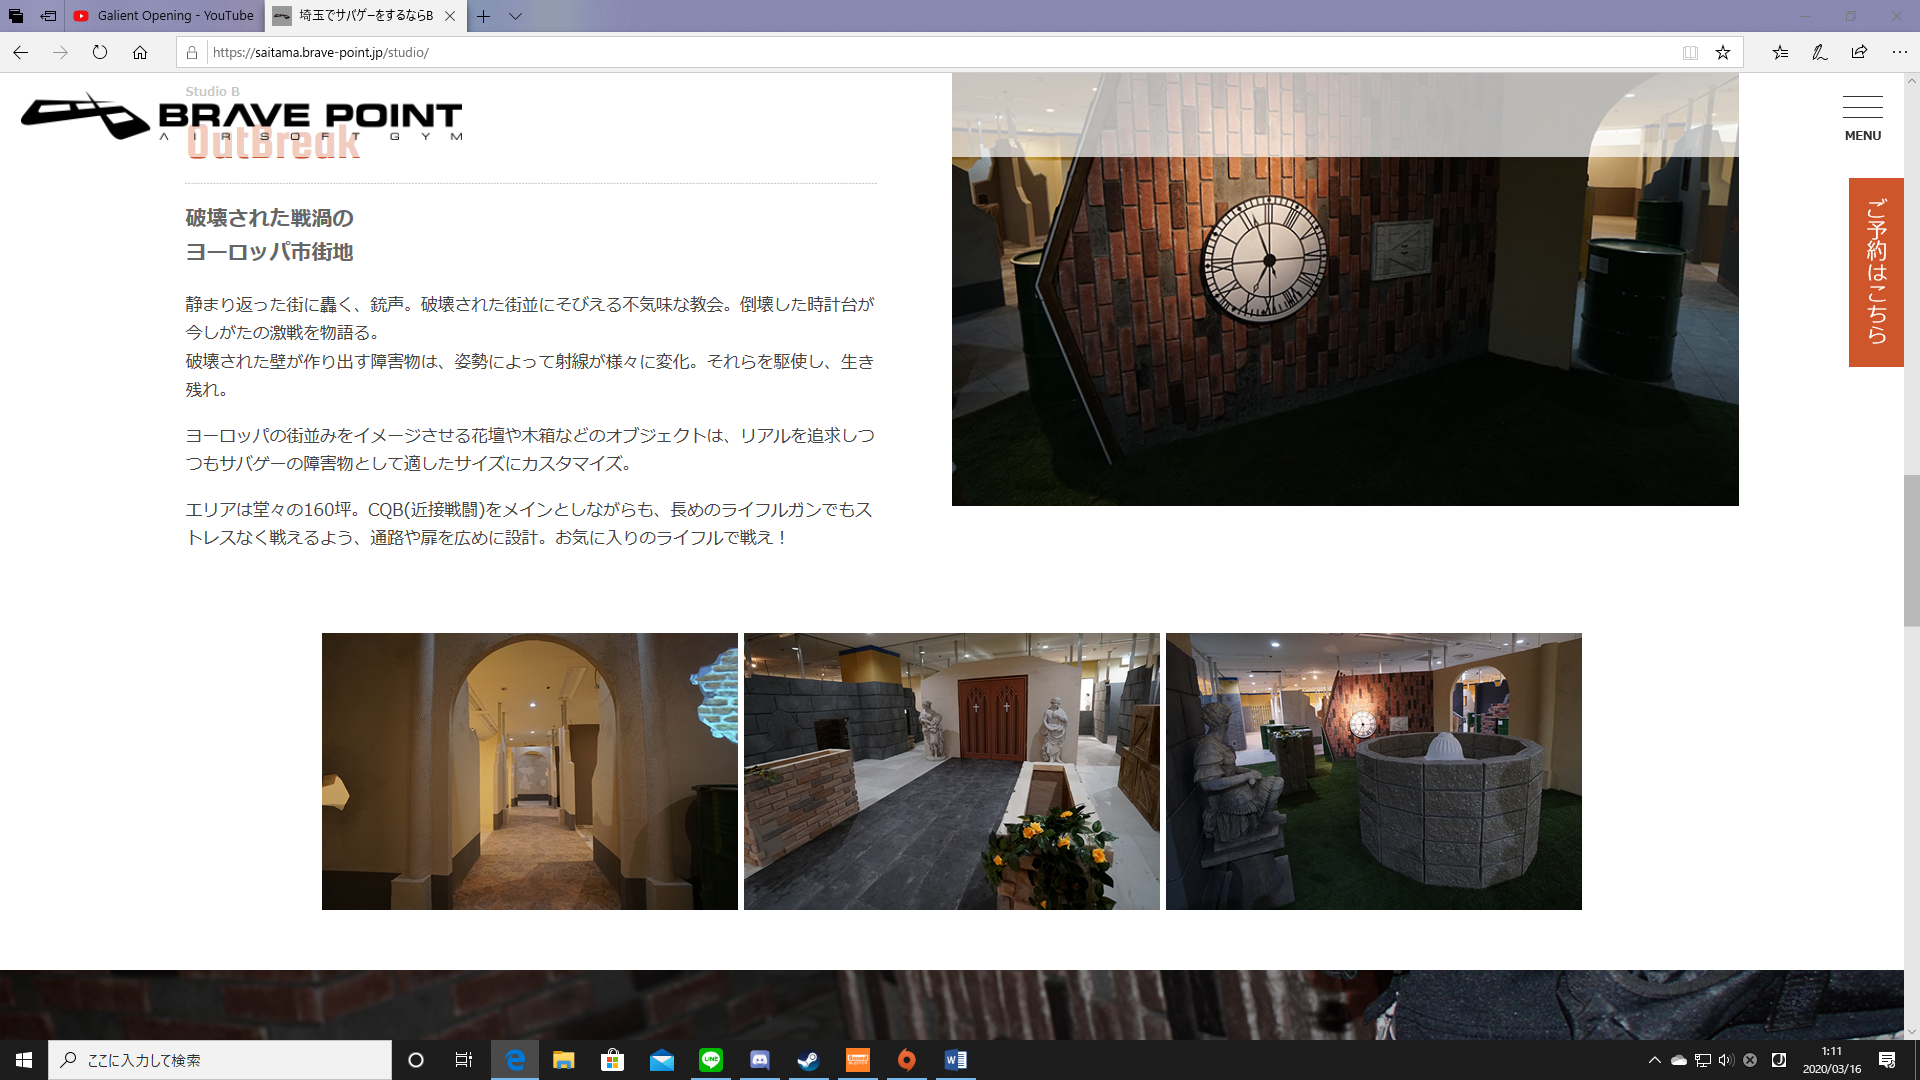 Galient Opening - YouTube
埼玉でサバゲーをするならB
https://saitama.brave-point.jp/studio/
Studio B
BRAVE POINT
AIRSOFT GYM
OutBreak
MENU
ご予約はこちら
破壊された戦渦の
ヨーロッパ市街地
静まり返った街に轟く、銃声。破壊された街並にそびえる不気味な教会。倒壊した時計台が
今しがたの激戦を物語る。
破壊された壁が作り出す障害物は、姿勢によって射線が様々に変化。それらを駆使し、生き
残れ。
ヨーロッパの街並みをイメージさせる花壇や木箱などのオブジェクトは、リアルを追求しつ
つもサバゲーの障害物として適したサイズにカスタマイズ。
エリアは堂々の160坪。CQB(近接戦闘)をメインとしながらも、長めのライフルガンでもス
トレスなく戦えるよう、通路や扉を広めに設計。お気に入りのライフルで戦え！
ここに入力して検索
LINE
1:11
2020/03/16